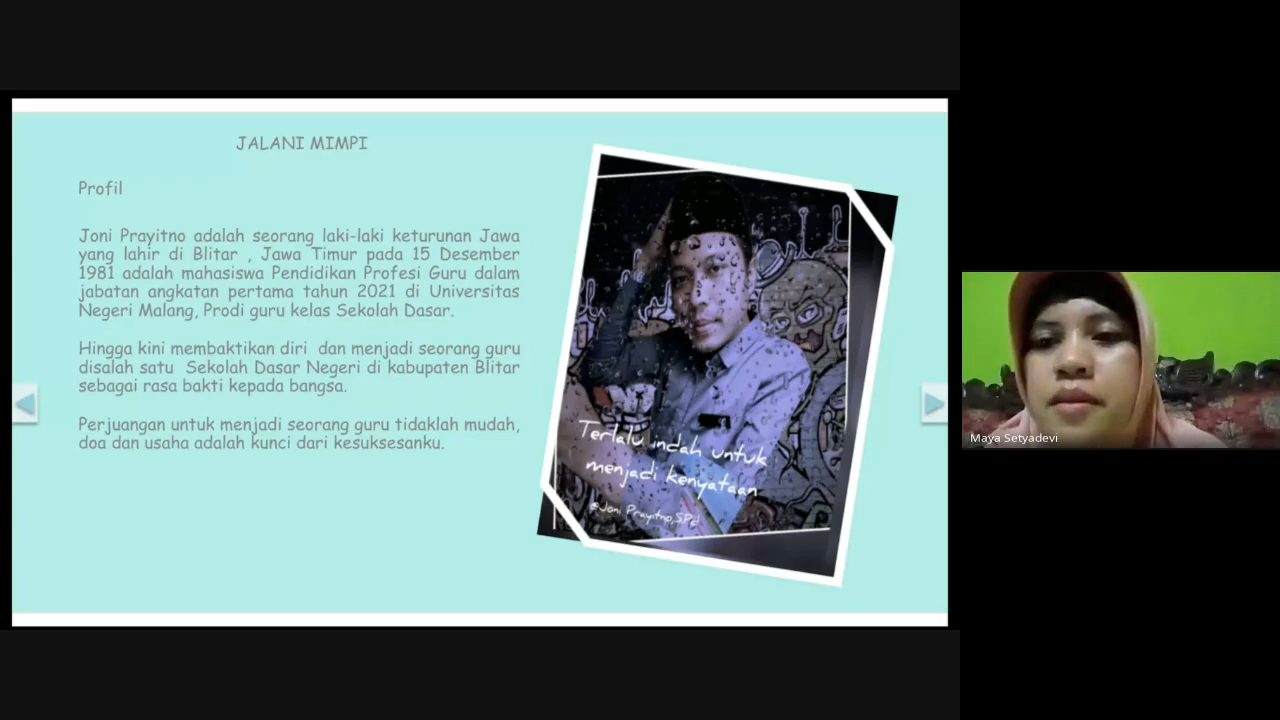 JALANI MIMPI
Profil
Joni Prayitno adalah seorang laki-laki keturunan Jawa
yang lahir di Blitar , Jawa Timur pada 15 Desember
1981 adalah mahasiswa Pendidikan Profesi Guru dalam
jabatan angkatan pertama tahun 2021 di Universitas
Negeri Malang, Prodi guru kelas Sekolah Dasar.
Hingga kini membaktikan diri  dan menjadi seorang guru
disalah satu  Sekolah Dasar Negeri di kabupaten Blitar
sebagai rasa bakti kepada bangsa.
Perjuangan untuk menjadi seorang guru tidaklah mudah,
doa dan usaha adalah kunci dari kesuksesanku.
Terlalu indah untuk
menjadi kenyataan
@Joni Prayitno,S.Pd
Maya Setyadevi